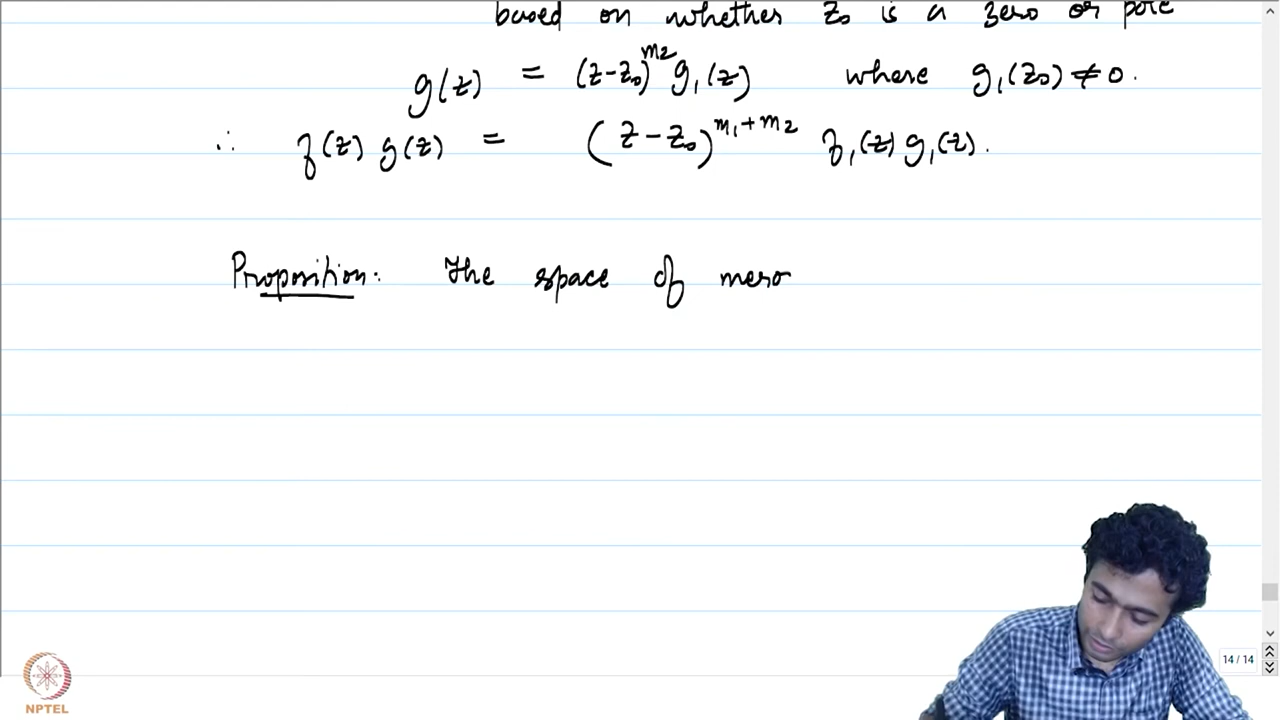 based on whether z₀ is a zero or pole
g(z) = (z-z₀)^{m₂} g₁(z) where g₁(z₀) ≠ 0.
∴ f(z) g(z) = (z-z₀)^{m₁+m₂} f₁(z) g₁(z).
Proposition: The space of mero
14 / 14
NPTEL